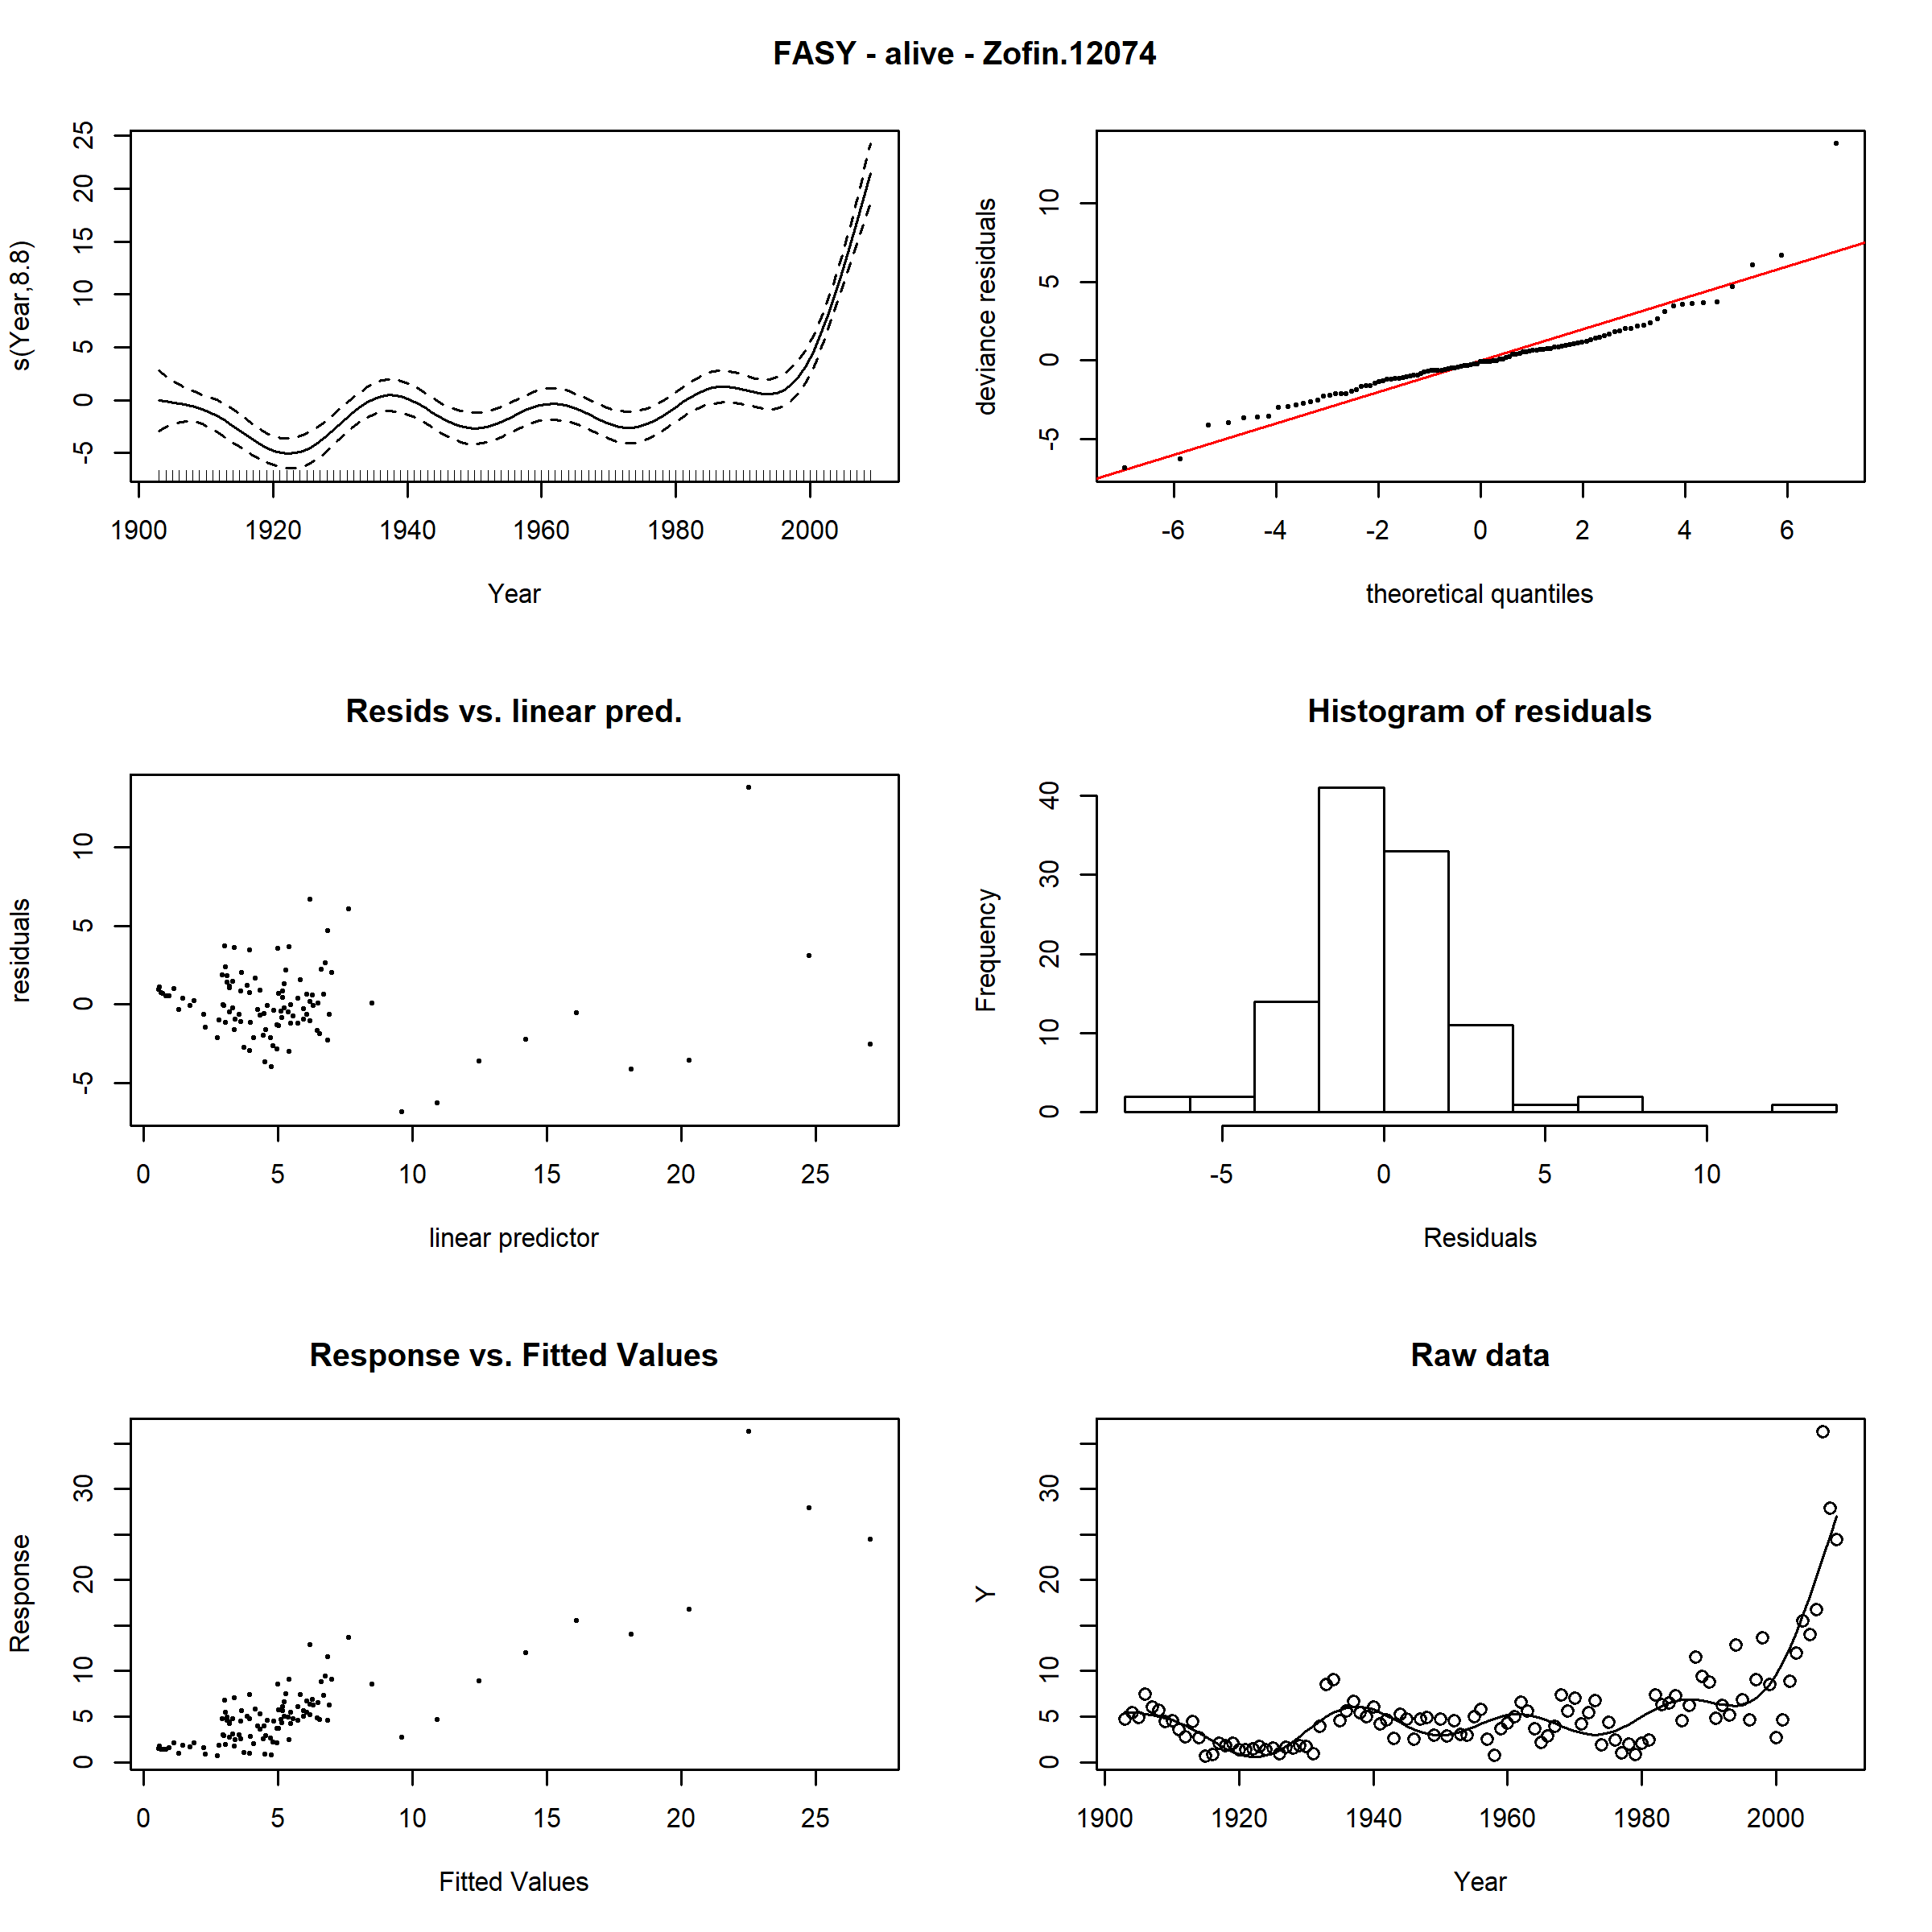 FASY - alive - Zofin.12074
s(Year,8.8)
-5 0 5 10 15 20 25
1900 1920 1940 1960 1980 2000
Year
deviance residuals
-5 0 5 10
-6 -4 -2 0 2 4 6
theoretical quantiles
Resids vs. linear pred.
residuals
-5 0 5 10
0 5 10 15 20 25
linear predictor
Histogram of residuals
Frequency
0 10 20 30 40
-5 0 5 10
Residuals
Response vs. Fitted Values
Response
0 5 10 20 30
0 5 10 15 20 25
Fitted Values
Raw data
Y
0 5 10 20 30
1900 1920 1940 1960 1980 2000
Year